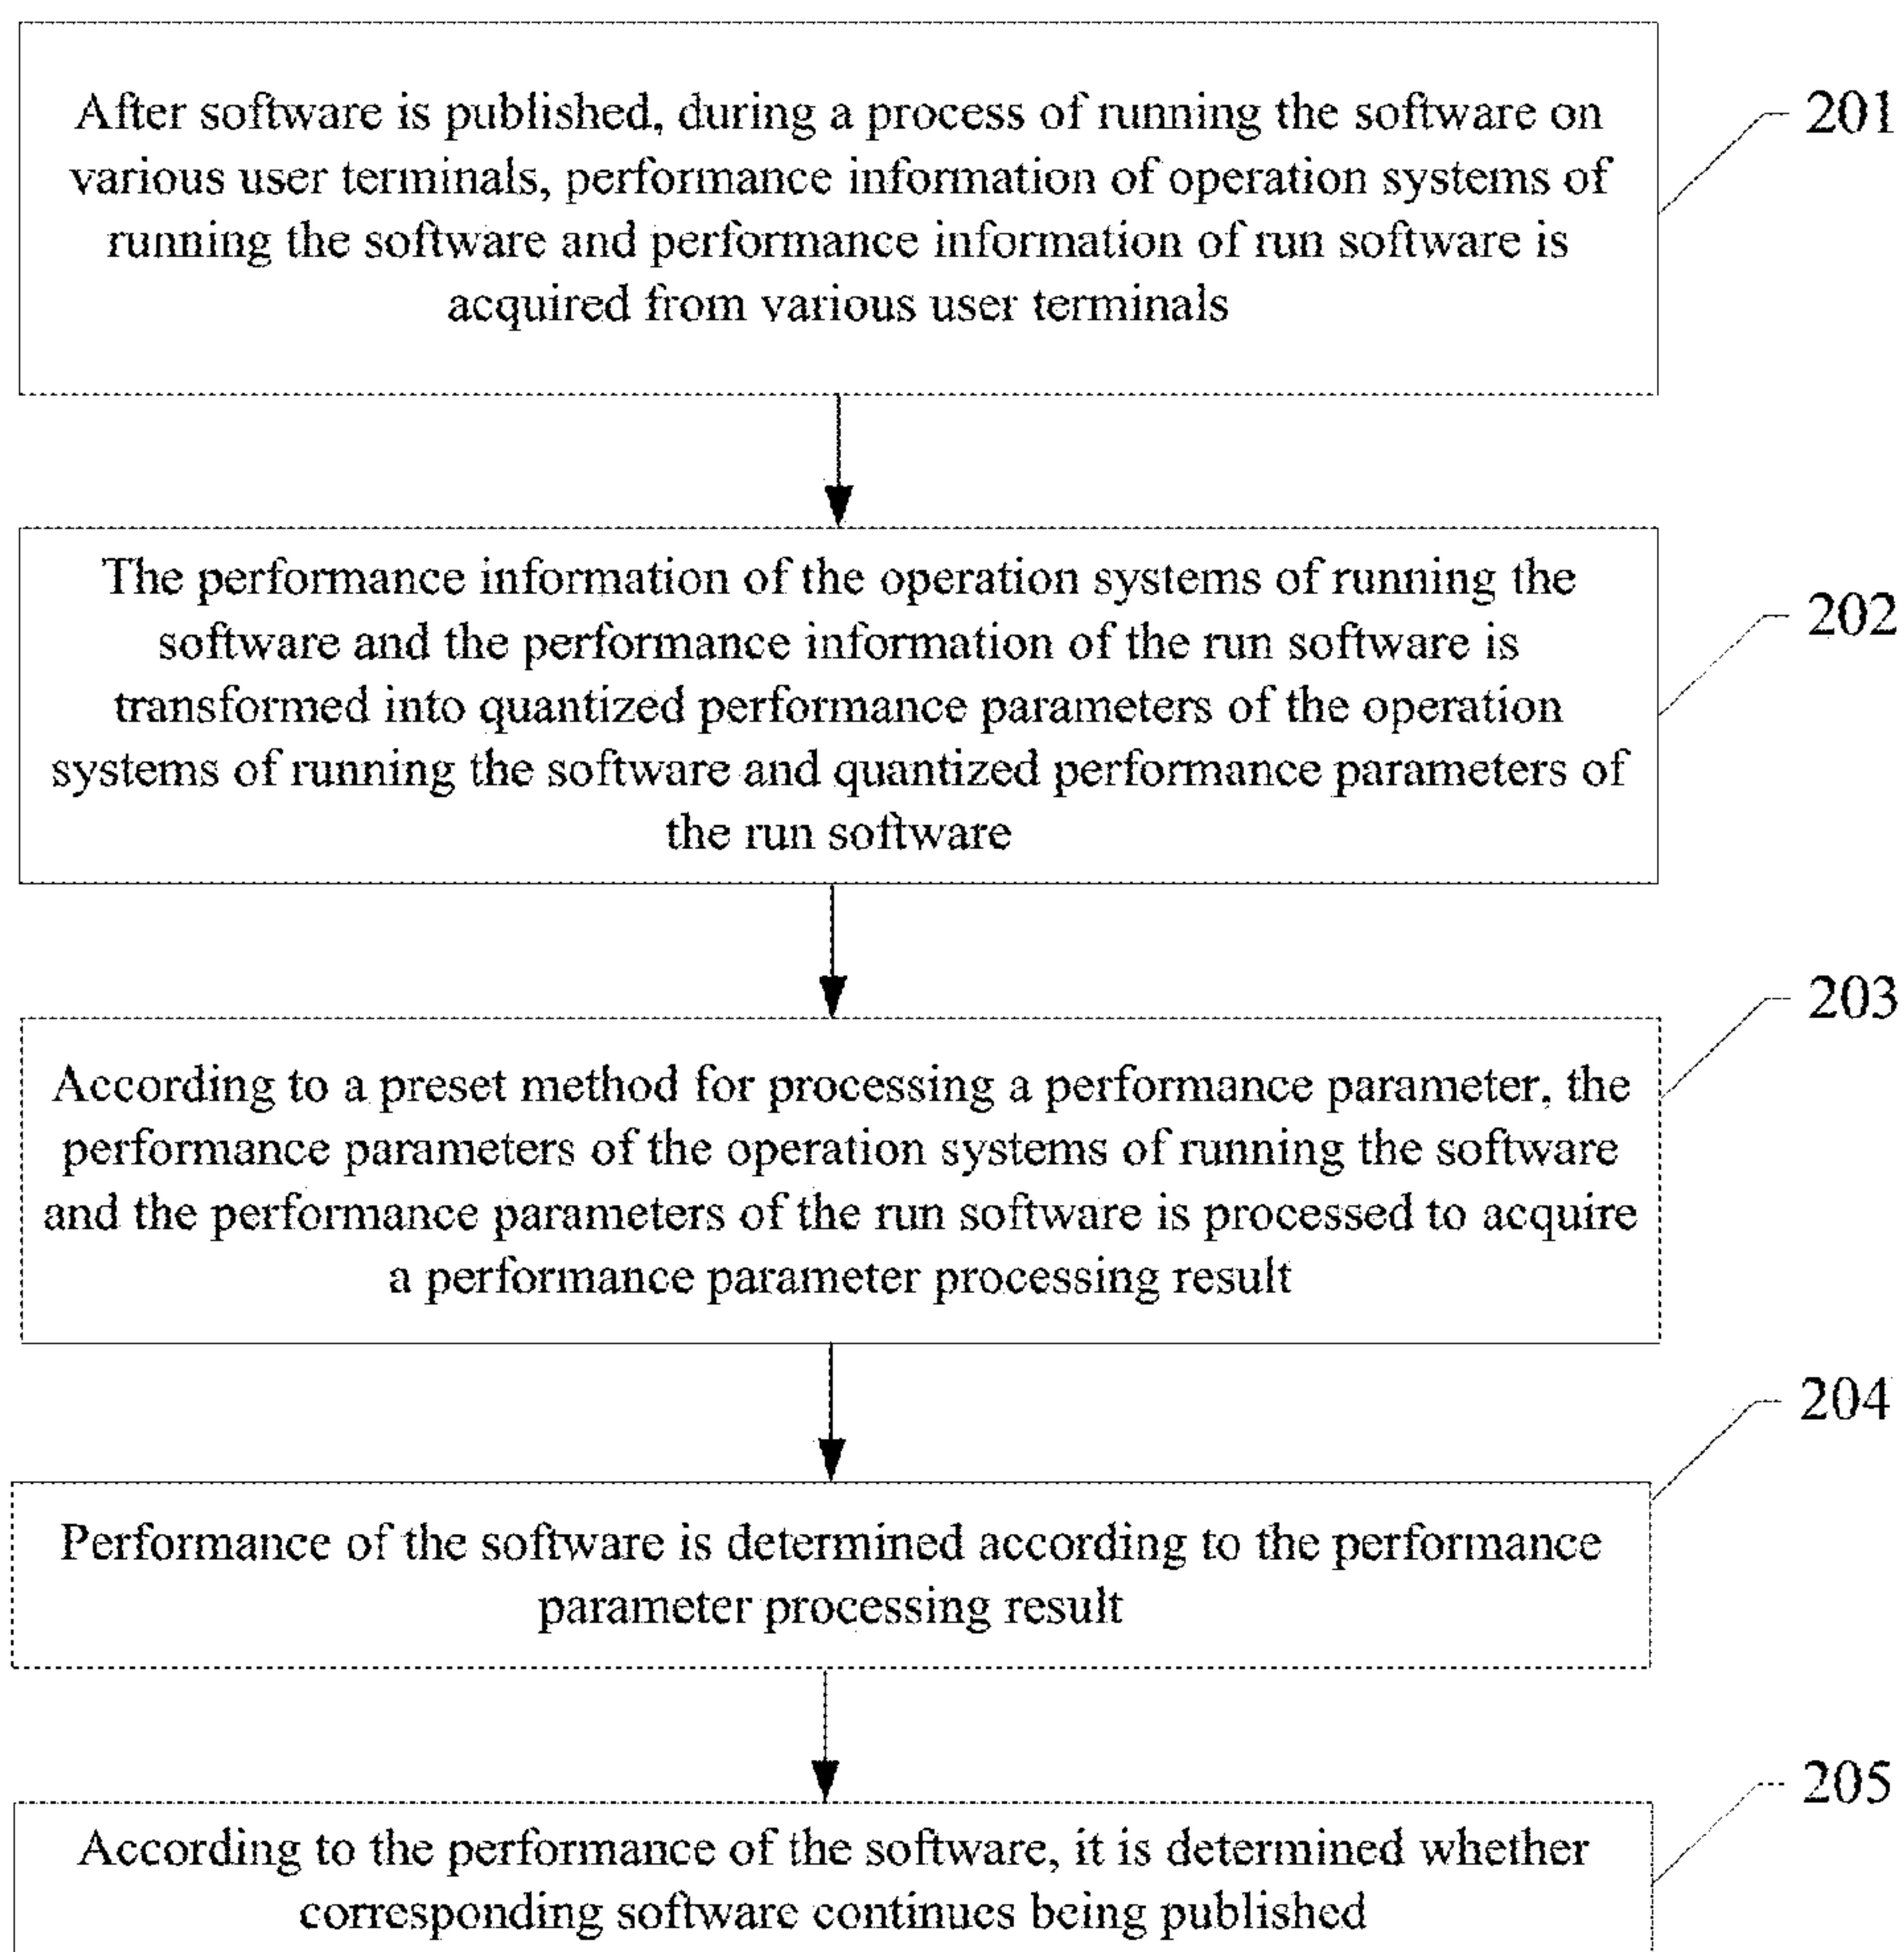 After software is published, during a process of running the software on
201
various user terminals, performance information of operation systems of
running the software and performance information of run software is
acquired from various user terminals
The performance information of the operation systems of running the
202
software and the performance information of the run software is
transformed into quantized performance parameters of the operation
systems of running the software and quantized performance parameters of
the run software
203
According to a preset method for processing a performance parameter, the
performance parameters of the operation systems of running the software
and the performance parameters of the run software is processed to acquire
a performance parameter processing result
204
Performance of the software is determined according to the performance
parameter processing result
205
According to the performance of the software, it is determined whether
corresponding software continues being published